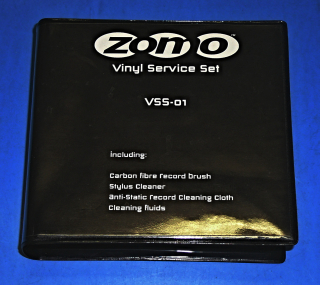 zomo™
Vinyl Service Set
VSS-01
including:
Carbon fibre record brush
Stylus Cleaner
Anti-Static record Cleaning Cloth
Cleaning fluids